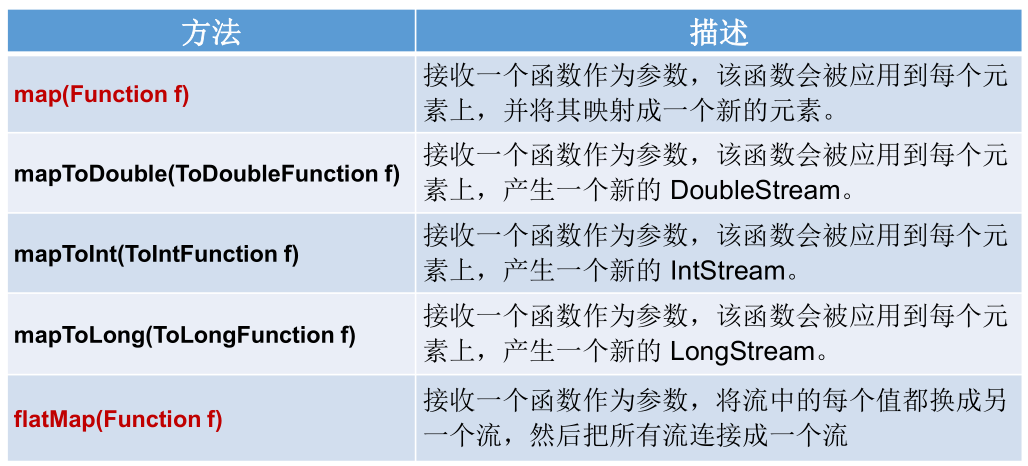 方法
描述
map(Function f)
接收一个函数作为参数，该函数会被应用到每个元
素上，并将其映射成一个新的元素。
mapToDouble(ToDoubleFunction f)
接收一个函数作为参数，该函数会被应用到每个元
素上，产生一个新的 DoubleStream。
mapToInt(ToIntFunction f)
接收一个函数作为参数，该函数会被应用到每个元
素上，产生一个新的 IntStream。
mapToLong(ToLongFunction f)
接收一个函数作为参数，该函数会被应用到每个元
素上，产生一个新的 LongStream。
flatMap(Function f)
接收一个函数作为参数，将流中的每个值都换成另
一个流，然后把所有流连接成一个流